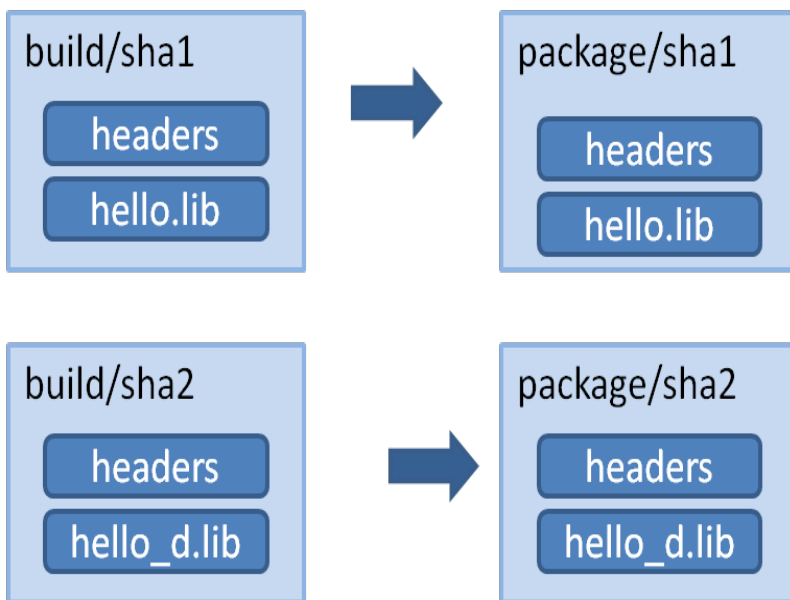 build/sha1
headers
hello.lib
package/sha1
headers
hello.lib
build/sha2
headers
hello_d.lib
package/sha2
headers
hello_d.lib